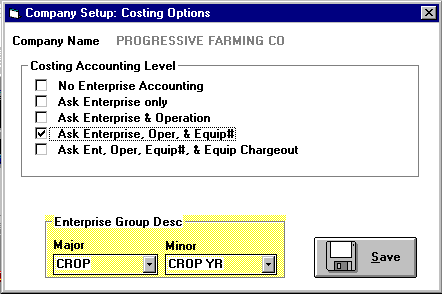 Company Setup: Costing Options
Company Name PROGRESSIVE FARMING CO
Costing Accounting Level
No Enterprise Accounting
Ask Enterprise only
Ask Enterprise & Operation
Ask Enterprise, Oper, & Equip#
Ask Ent, Oper, Equip#, & Equip Chargeout
Enterprise Group Desc
Major Minor
CROP CROP YR
Save